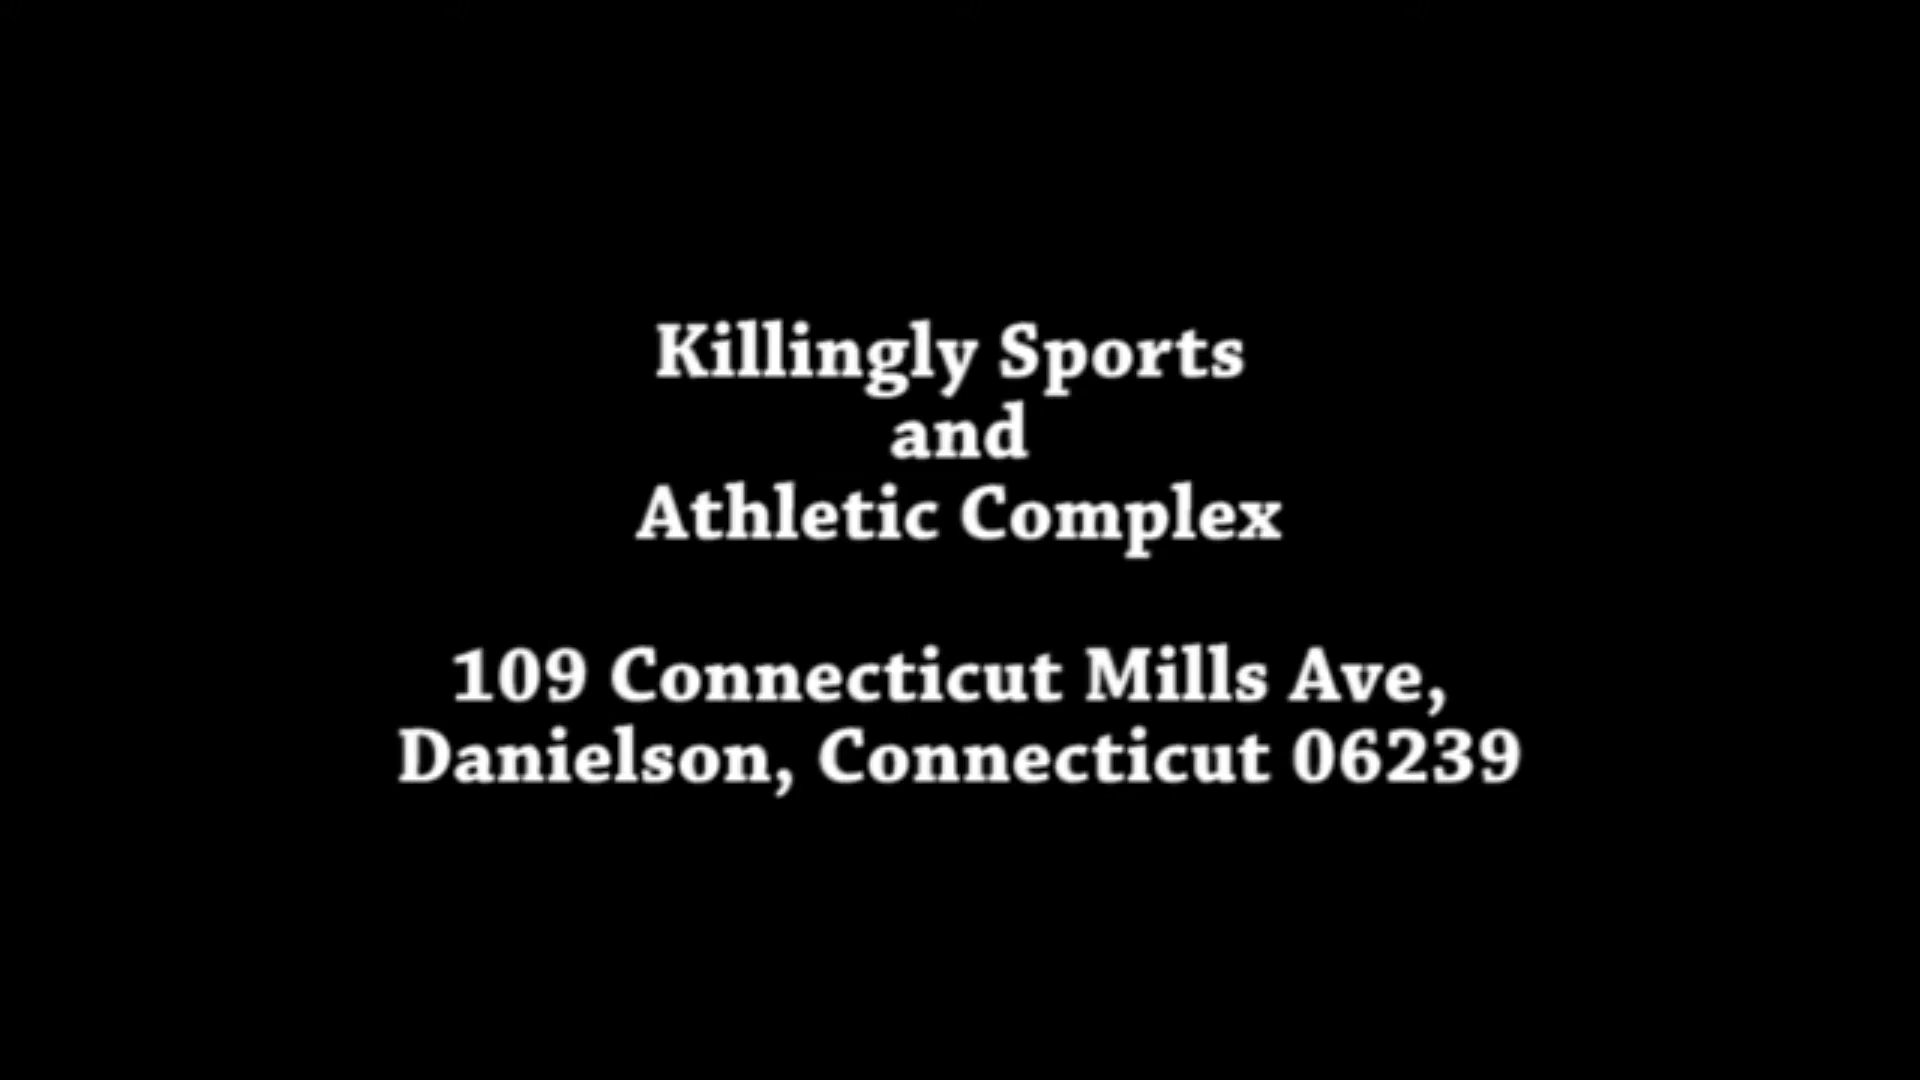 Killingly Sports
and
Athletic Complex
109 Connecticut Mills Ave,
Danielson, Connecticut 06239